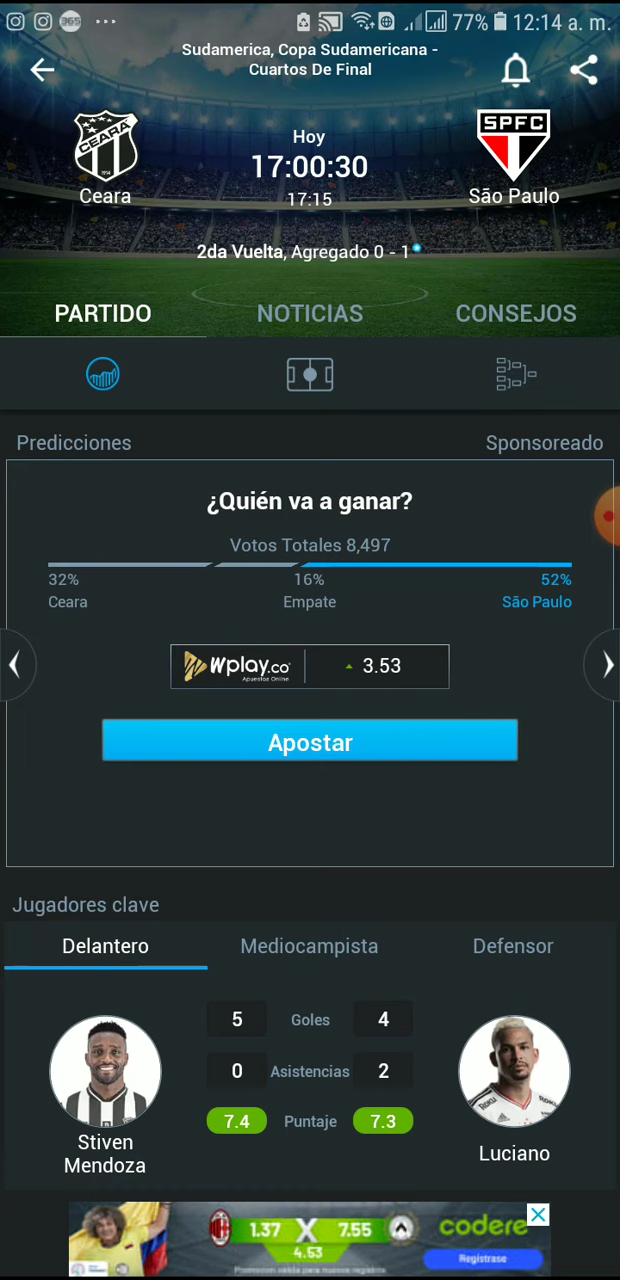 365
77%
12:14 a. m.
Sudamerica, Copa Sudamericana -
Cuartos De Final
CEARÁ
1914
SPFC
Hoy
17:00:30
17:15
Ceara
São Paulo
2da Vuelta, Agregado 0 - 1
PARTIDO
NOTICIAS
CONSEJOS
Predicciones
Sponsoreado
¿Quién va a ganar?
Votos Totales 8,497
32%
16%
52%
Ceara
Empate
São Paulo
Wplay.co
Apuestas Online
3.53
Apostar
Jugadores clave
Delantero
Mediocampista
Defensor
5
Goles
4
0
Asistencias
2
7.4
Puntaje
7.3
Stiven
Mendoza
Luciano
1.37
X
7.55
4.53
codere
Regístrase